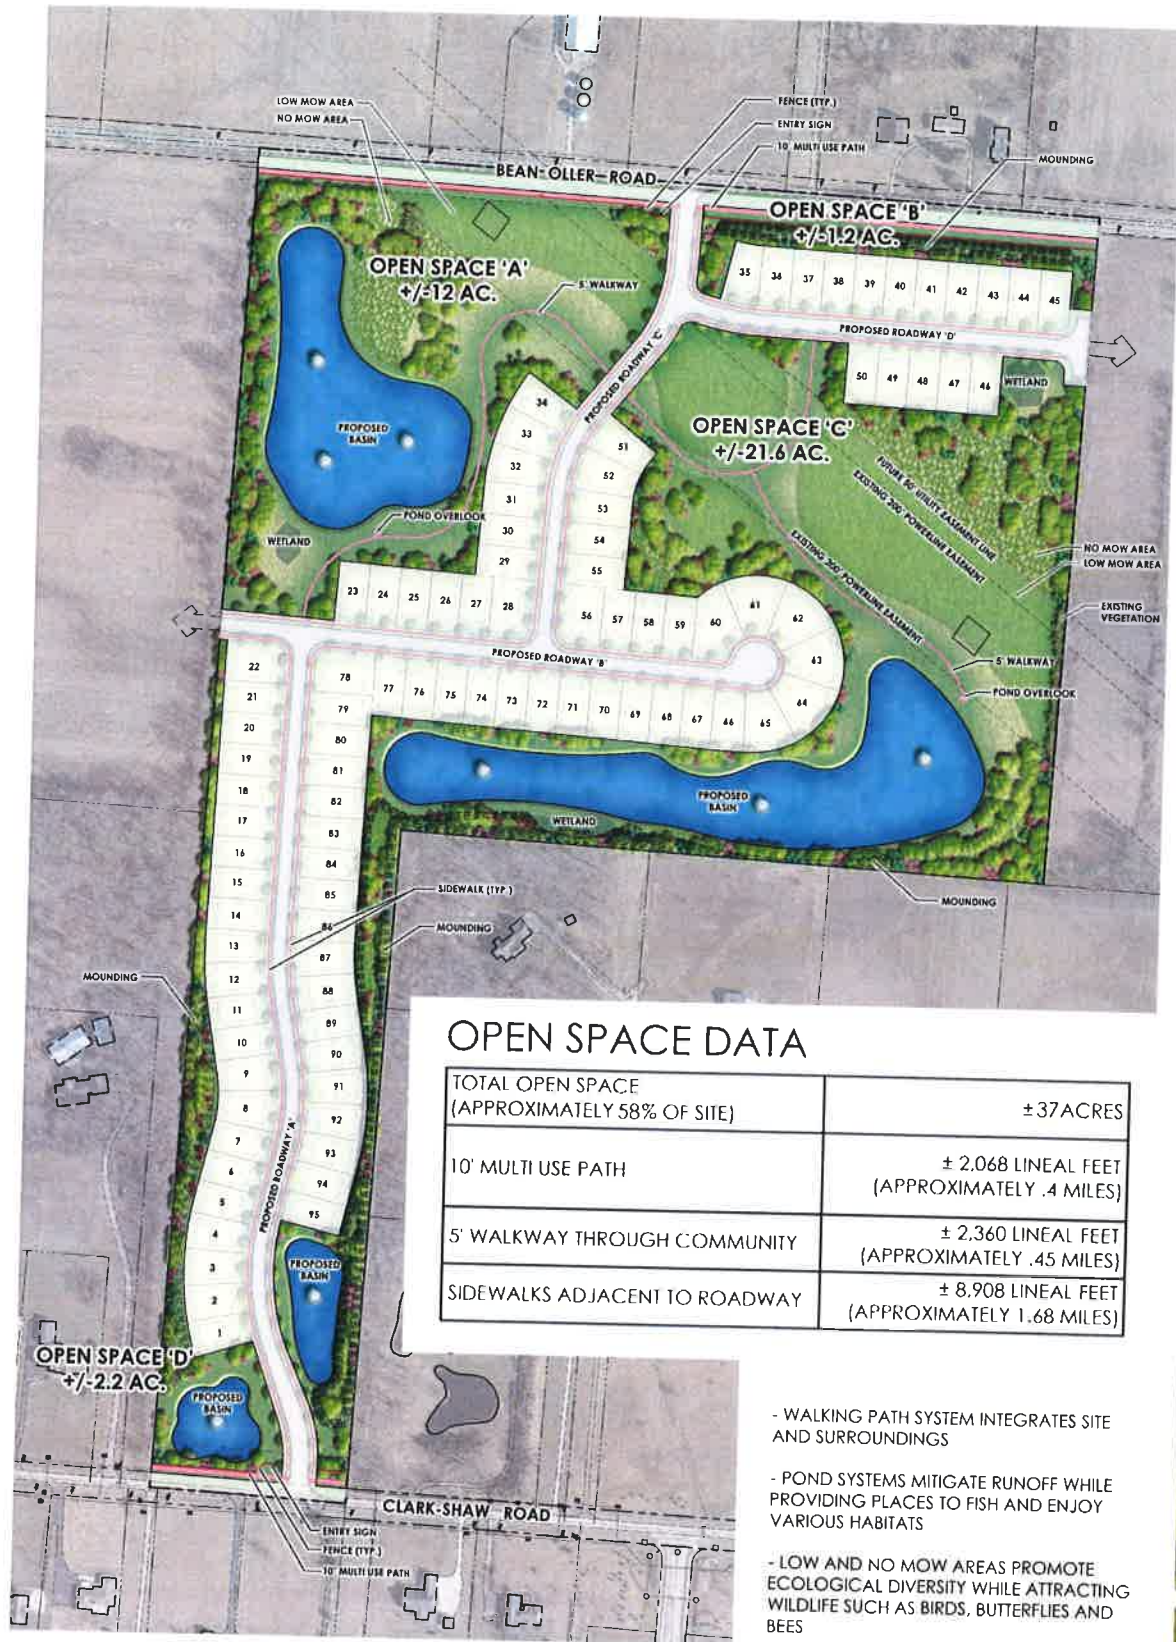 LOW MOW AREA
NO MOW AREA
FENCE (TYP.)
ENTRY SIGN
10' MULTI USE PATH
MOUNDING
BEAN-OLLER ROAD
OPEN SPACE 'B'
+/-1.2 AC.
OPEN SPACE 'A'
+/-12 AC.
5' WALKWAY
35 36 37 38 39 40 41 42 43 44 45
PROPOSED ROADWAY 'D'
PROPOSED ROADWAY 'C'
50 49 48 47 46
WETLAND
34
33
32
31
30
29
51
52
53
54
55
OPEN SPACE 'C'
+/-21.6 AC.
PROPOSED
BASIN
FUTURE 50' UTILITY EASEMENT LINE
EXISTING 200' POWERLINE EASEMENT
EXISTING 200' POWERLINE EASEMENT
POND OVERLOOK
WETLAND
NO MOW AREA
LOW MOW AREA
EXISTING
VEGETATION
23 24 25 26 27 28
56 57 58 59 60 61 62 63 64
PROPOSED ROADWAY 'B'
5' WALKWAY
POND OVERLOOK
22
21
20
19
18
17
16
15
14
13
12
11
10
9
8
7
6
5
4
3
2
1
78
79
80
81
82
83
84
85
86
87
88
89
90
91
92
93
94
95
77 76 75 74 73 72 71 70 69 68 67 66 65
PROPOSED
BASIN
WETLAND
SIDEWALK (TYP.)
MOUNDING
MOUNDING
MOUNDING
PROPOSED ROADWAY 'A'
OPEN SPACE DATA
TOTAL OPEN SPACE
(APPROXIMATELY 58% OF SITE)
±37ACRES
10' MULTI USE PATH
± 2,068 LINEAL FEET
(APPROXIMATELY .4 MILES)
5' WALKWAY THROUGH COMMUNITY
± 2,360 LINEAL FEET
(APPROXIMATELY .45 MILES)
SIDEWALKS ADJACENT TO ROADWAY
± 8,908 LINEAL FEET
(APPROXIMATELY 1.68 MILES)
PROPOSED
BASIN
OPEN SPACE 'D'
+/-2.2 AC.
PROPOSED
BASIN
CLARK-SHAW ROAD
ENTRY SIGN
FENCE (TYP.)
10' MULTI USE PATH
- WALKING PATH SYSTEM INTEGRATES SITE
AND SURROUNDINGS
- POND SYSTEMS MITIGATE RUNOFF WHILE
PROVIDING PLACES TO FISH AND ENJOY
VARIOUS HABITATS
- LOW AND NO MOW AREAS PROMOTE
ECOLOGICAL DIVERSITY WHILE ATTRACTING
WILDLIFE SUCH AS BIRDS, BUTTERFLIES AND
BEES